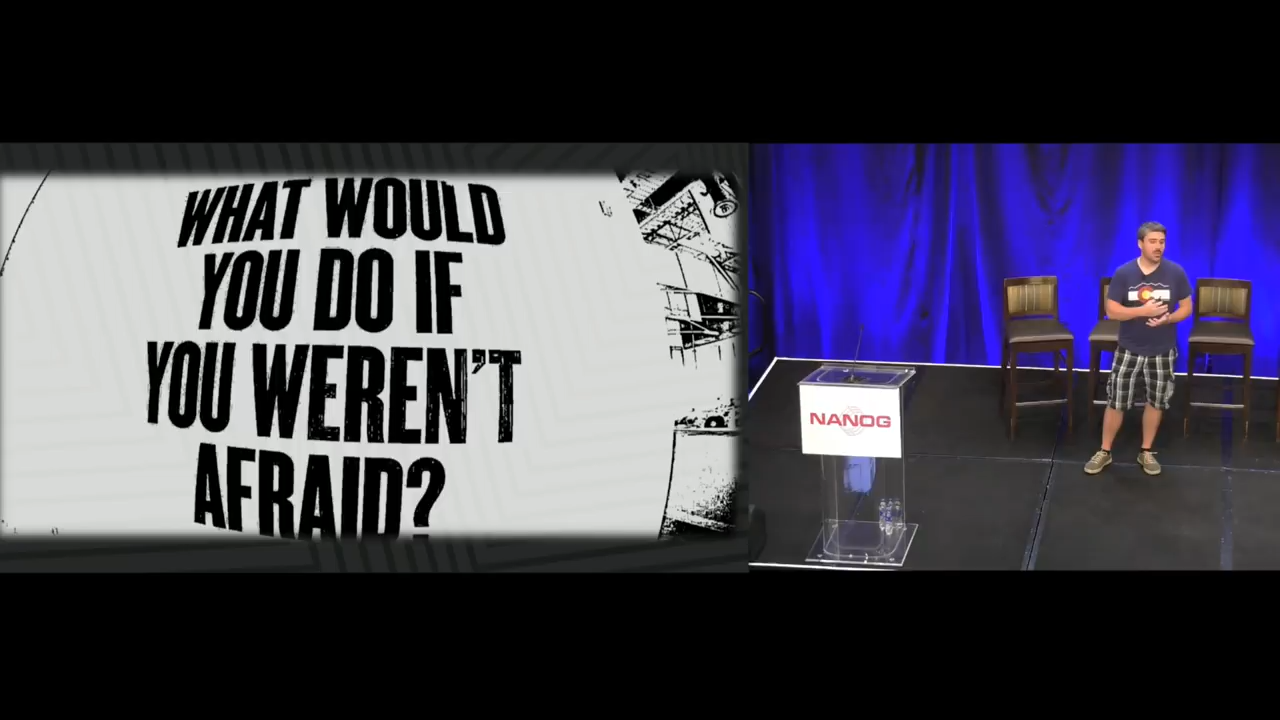 WHAT WOULD
YOU DO IF
YOU WEREN'T
AFRAID?
NANOG